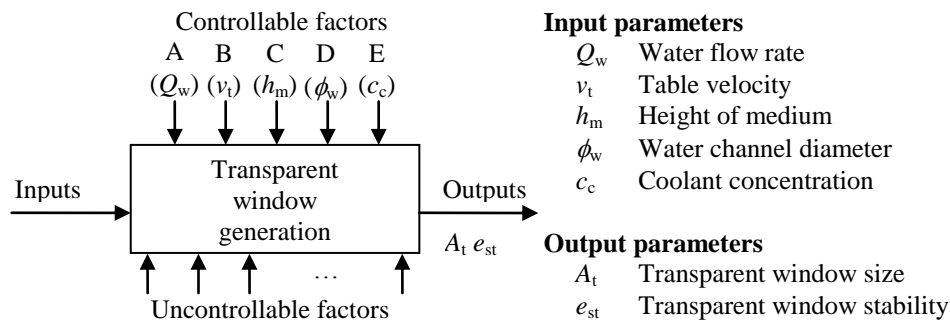 Controllable factors
A B C D E
(Qw) (vt) (hm) (ϕw) (cc)
Inputs
Transparent
window
generation
Outputs
At est
…
Uncontrollable factors
Input parameters
Qw Water flow rate
vt Table velocity
hm Height of medium
ϕw Water channel diameter
cc Coolant concentration
Output parameters
At Transparent window size
est Transparent window stability